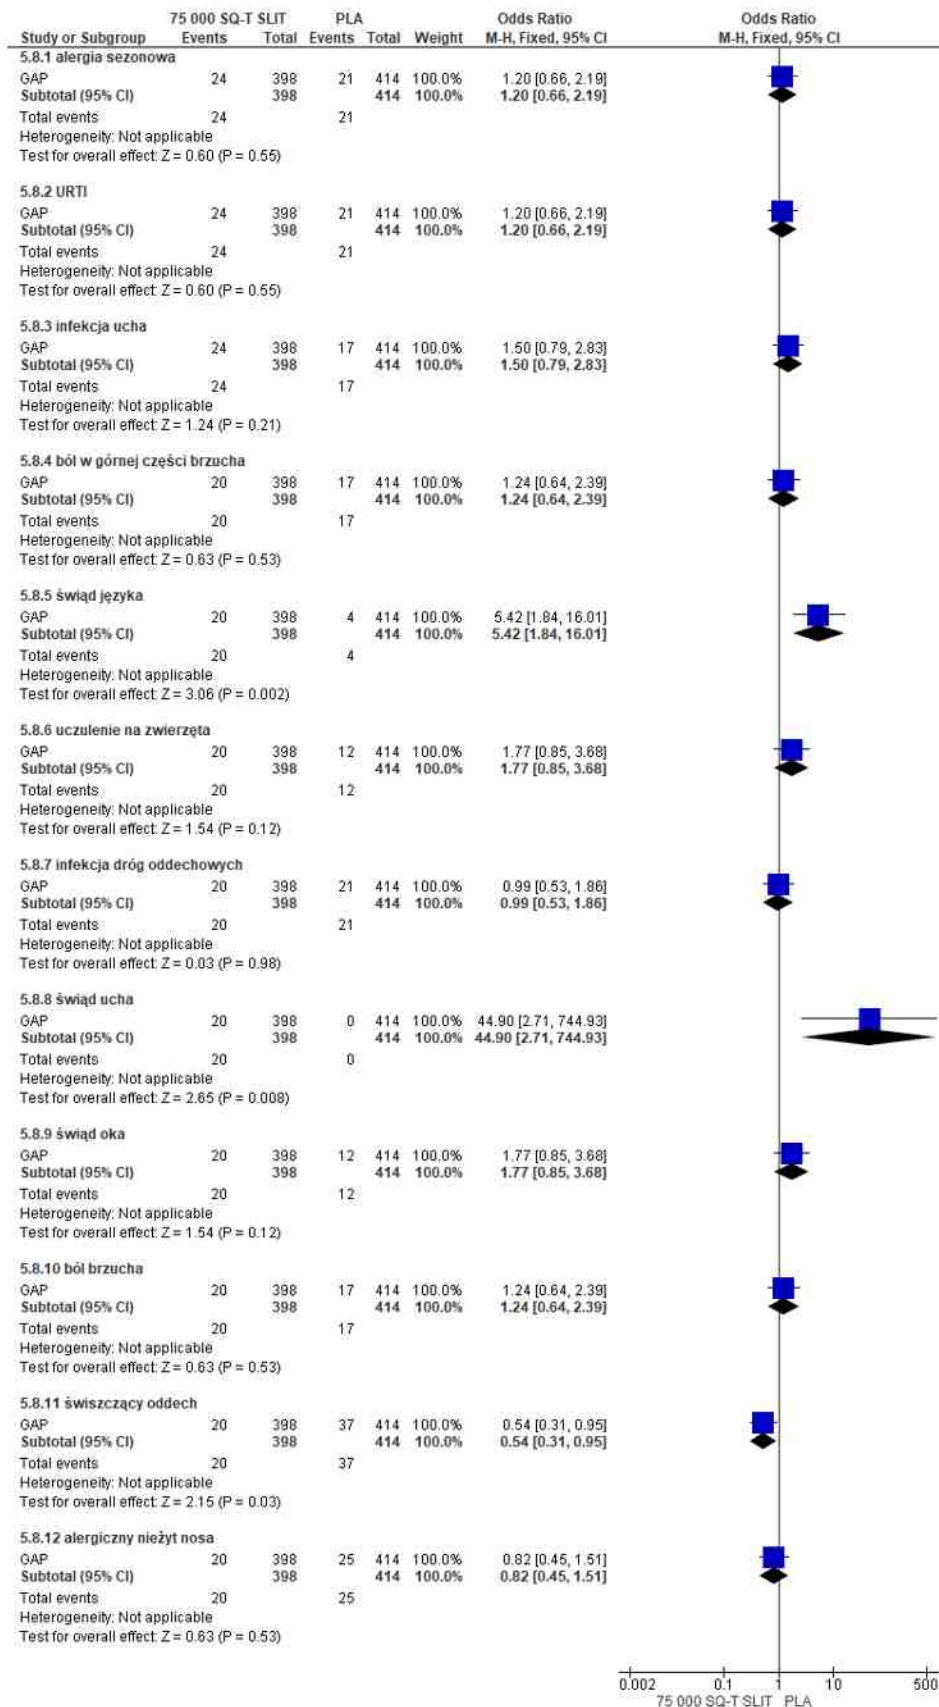 75 000 SQ-T SLIT PLA Odds Ratio Odds Ratio
Study or Subgroup Events Total Events Total Weight M-H, Fixed, 95% CI M-H, Fixed, 95% CI
5.8.1 alergia sezonowa
GAP 24 398 21 414 100.0% 1.20 [0.66, 2.19]
Subtotal (95% CI) 398 414 100.0% 1.20 [0.66, 2.19]
Total events 24 21
Heterogeneity: Not applicable
Test for overall effect: Z = 0.60 (P = 0.55)
5.8.2 URTI
GAP 24 398 21 414 100.0% 1.20 [0.66, 2.19]
Subtotal (95% CI) 398 414 100.0% 1.20 [0.66, 2.19]
Total events 24 21
Heterogeneity: Not applicable
Test for overall effect: Z = 0.60 (P = 0.55)
5.8.3 infekcja ucha
GAP 24 398 17 414 100.0% 1.50 [0.79, 2.83]
Subtotal (95% CI) 398 414 100.0% 1.50 [0.79, 2.83]
Total events 24 17
Heterogeneity: Not applicable
Test for overall effect: Z = 1.24 (P = 0.21)
5.8.4 ból w górnej części brzucha
GAP 20 398 17 414 100.0% 1.24 [0.64, 2.39]
Subtotal (95% CI) 398 414 100.0% 1.24 [0.64, 2.39]
Total events 20 17
Heterogeneity: Not applicable
Test for overall effect: Z = 0.63 (P = 0.53)
5.8.5 świąd języka
GAP 20 398 4 414 100.0% 5.42 [1.84, 16.01]
Subtotal (95% CI) 398 414 100.0% 5.42 [1.84, 16.01]
Total events 20 4
Heterogeneity: Not applicable
Test for overall effect: Z = 3.06 (P = 0.002)
5.8.6 uczulenie na zwierzęta
GAP 20 398 12 414 100.0% 1.77 [0.85, 3.68]
Subtotal (95% CI) 398 414 100.0% 1.77 [0.85, 3.68]
Total events 20 12
Heterogeneity: Not applicable
Test for overall effect: Z = 1.54 (P = 0.12)
5.8.7 infekcja dróg oddechowych
GAP 20 398 21 414 100.0% 0.99 [0.53, 1.86]
Subtotal (95% CI) 398 414 100.0% 0.99 [0.53, 1.86]
Total events 20 21
Heterogeneity: Not applicable
Test for overall effect: Z = 0.03 (P = 0.98)
5.8.8 świąd ucha
GAP 20 398 0 414 100.0% 44.90 [2.71, 744.93]
Subtotal (95% CI) 398 414 100.0% 44.90 [2.71, 744.93]
Total events 20 0
Heterogeneity: Not applicable
Test for overall effect: Z = 2.65 (P = 0.008)
5.8.9 świąd oka
GAP 20 398 12 414 100.0% 1.77 [0.85, 3.68]
Subtotal (95% CI) 398 414 100.0% 1.77 [0.85, 3.68]
Total events 20 12
Heterogeneity: Not applicable
Test for overall effect: Z = 1.54 (P = 0.12)
5.8.10 ból brzucha
GAP 20 398 17 414 100.0% 1.24 [0.64, 2.39]
Subtotal (95% CI) 398 414 100.0% 1.24 [0.64, 2.39]
Total events 20 17
Heterogeneity: Not applicable
Test for overall effect: Z = 0.63 (P = 0.53)
5.8.11 świszczący oddech
GAP 20 398 37 414 100.0% 0.54 [0.31, 0.95]
Subtotal (95% CI) 398 414 100.0% 0.54 [0.31, 0.95]
Total events 20 37
Heterogeneity: Not applicable
Test for overall effect: Z = 2.15 (P = 0.03)
5.8.12 alergiczny nieżyt nosa
GAP 20 398 25 414 100.0% 0.82 [0.45, 1.51]
Subtotal (95% CI) 398 414 100.0% 0.82 [0.45, 1.51]
Total events 20 25
Heterogeneity: Not applicable
Test for overall effect: Z = 0.63 (P = 0.53)
0.002 0.1 1 10 500
75 000 SQ-T SLIT PLA